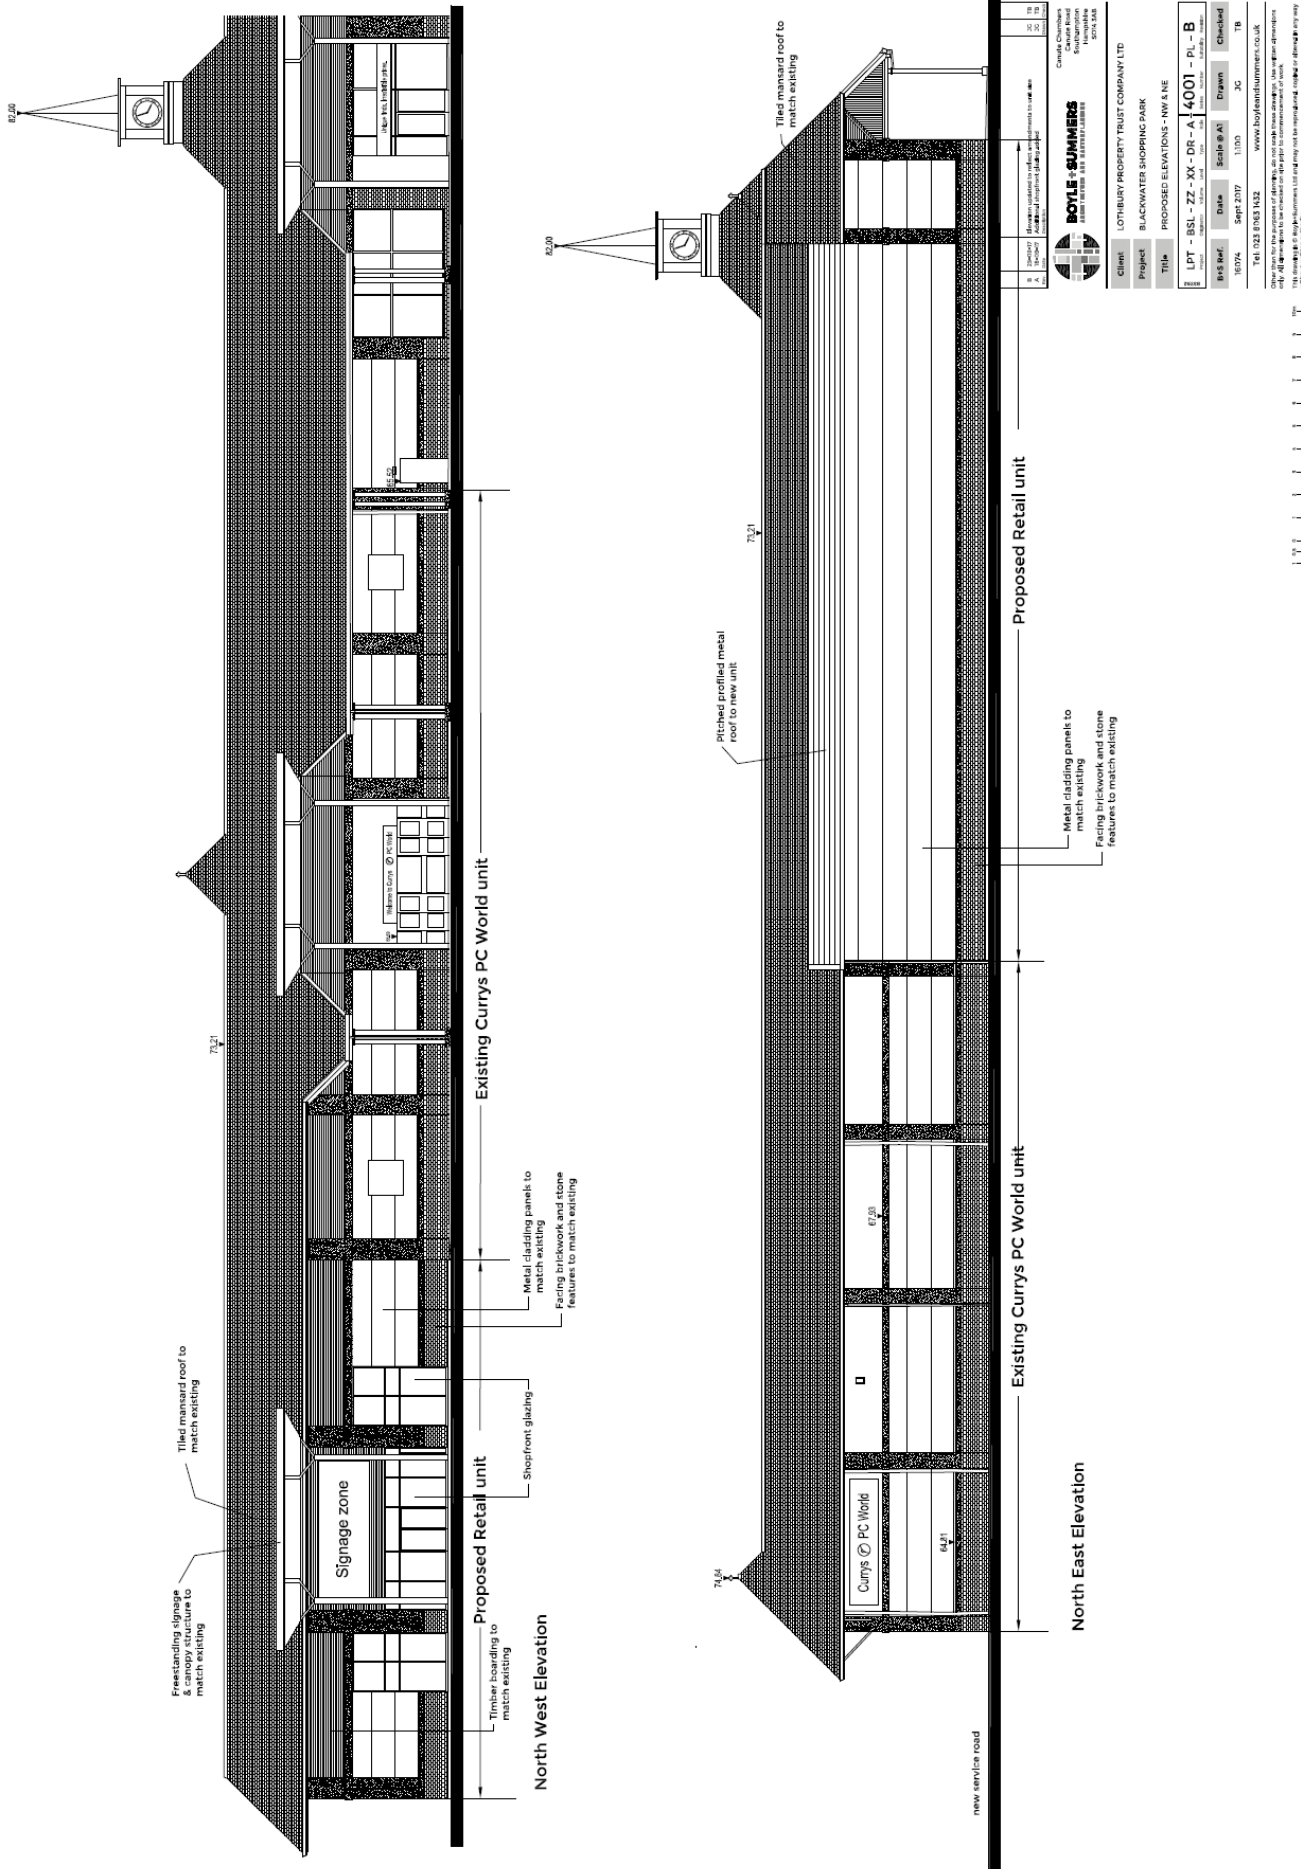 82.00
73.21
Tiled mansard roof to
match existing
Freestanding signage
& canopy structure to
match existing
Signage zone
Welcome to Currys PC World
65.52
Timber boarding to
match existing
Proposed Retail unit
Shopfront glazing
Metal cladding panels to
match existing
Facing brickwork and stone
features to match existing
Existing Currys PC World unit
North West Elevation
82.00
Tiled mansard roof to
match existing
73.21
Pitched profiled metal
roof to new unit
74.84
67.93
64.81
Currys PC World
new service road
Existing Currys PC World unit
Proposed Retail unit
Metal cladding panels to
match existing
Facing brickwork and stone
features to match existing
North East Elevation
B
JG
TB
A
JG
TB
BOYLE + SUMMERS
Canute Chambers
Canute Road
Southampton
Hampshire
SO14 3AB
Client
LOTHBURY PROPERTY TRUST COMPANY LTD
Project
BLACKWATER SHOPPING PARK
Title
PROPOSED ELEVATIONS - NW & NE
LPT - BSL - ZZ - XX - DR - A - 4001 - PL - B
B+S Ref.
Date
Scale @ A1
Drawn
Checked
16074
Sept 2017
1:100
JG
TB
Tel: 023 8063 1432
www.boyleandsummers.co.uk